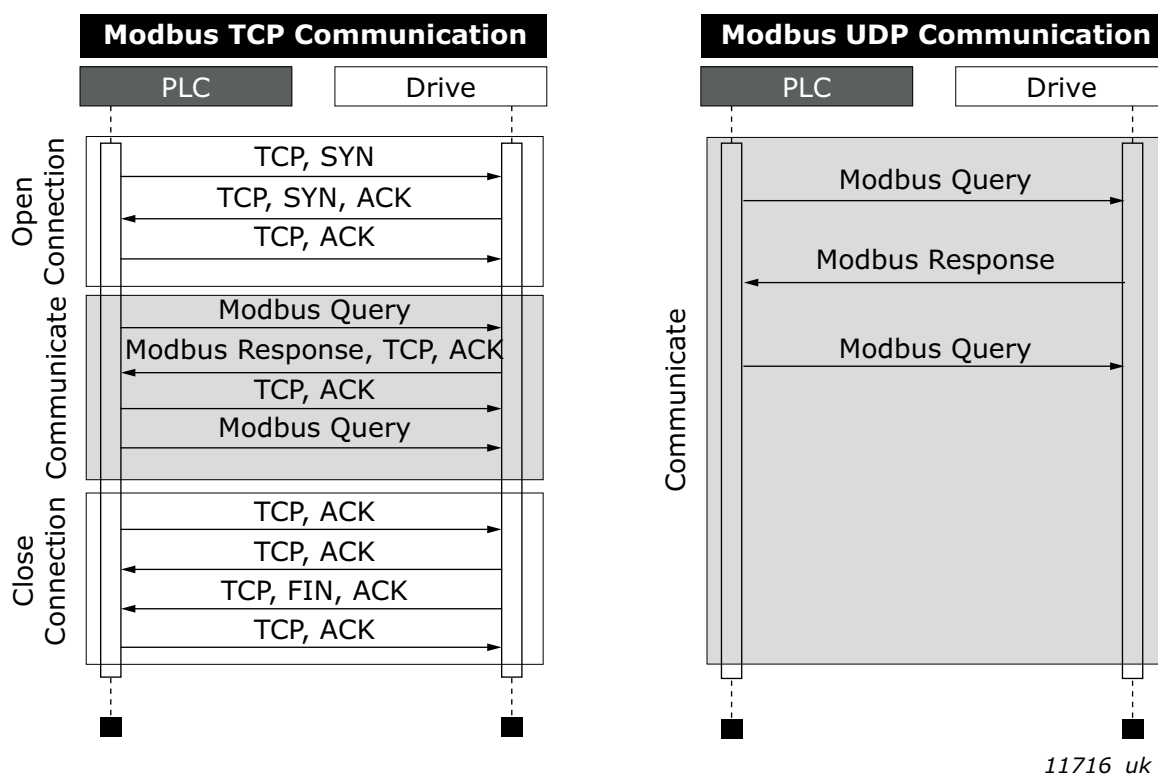 Modbus TCP Communication
PLC
Drive
Open
Connection
TCP, SYN
TCP, SYN, ACK
TCP, ACK
Communicate
Modbus Query
Modbus Response, TCP, ACK
TCP, ACK
Modbus Query
Close
Connection
TCP, ACK
TCP, ACK
TCP, FIN, ACK
TCP, ACK
Modbus UDP Communication
PLC
Drive
Communicate
Modbus Query
Modbus Response
Modbus Query
11716_uk